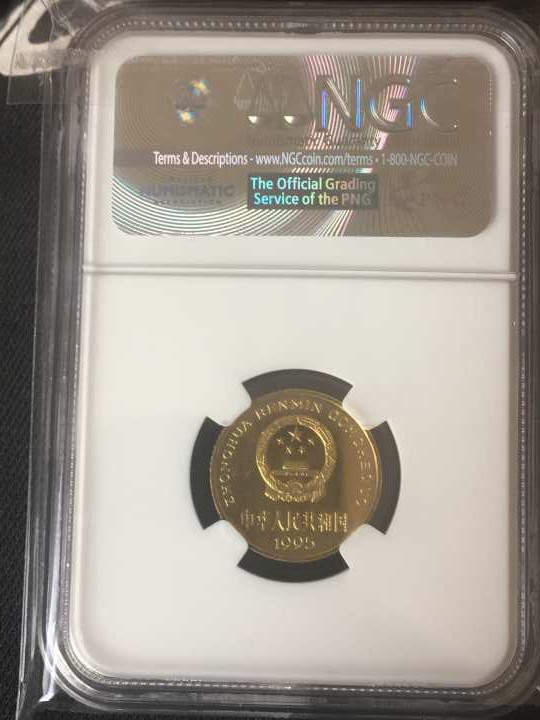 NGC
Terms & Descriptions - www.NGCcoin.com/terms • 1-800-NGC-COIN
NUMISMATIC
ASSOCIATION
The Official Grading
Service of the PNG
ZHONGHUA RENMIN GONGHEGUO
中华人民共和国
1995